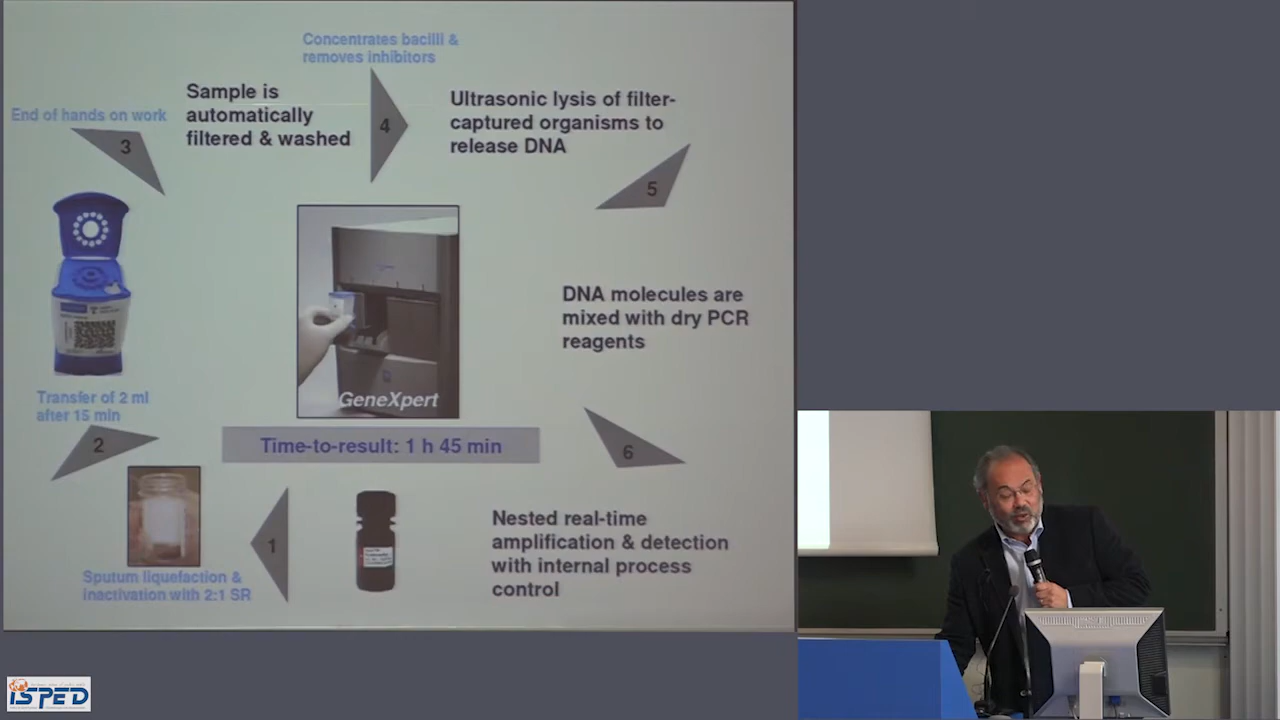 Concentrates bacilli &
removes inhibitors
End of hands on work
Sample is
automatically
filtered & washed
Ultrasonic lysis of filter-
captured organisms to
release DNA
3
4
5
DNA molecules are
mixed with dry PCR
reagents
GeneXpert
Transfer of 2 ml
after 15 min
2
Time-to-result: 1 h 45 min
6
1
Nested real-time
amplification & detection
with internal process
control
Sputum liquefaction &
inactivation with 2:1 SR
ISPED